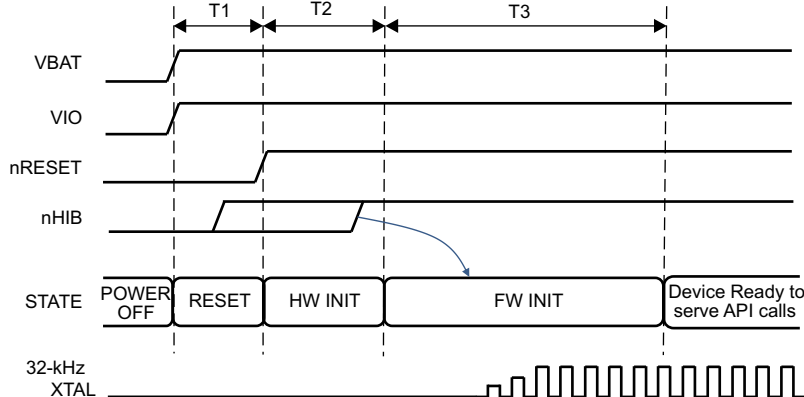 T1 T2 T3
VBAT
VIO
nRESET
nHIB
STATE
POWER
OFF
RESET
HW INIT
FW INIT
Device Ready to
serve API calls
32-kHz
XTAL